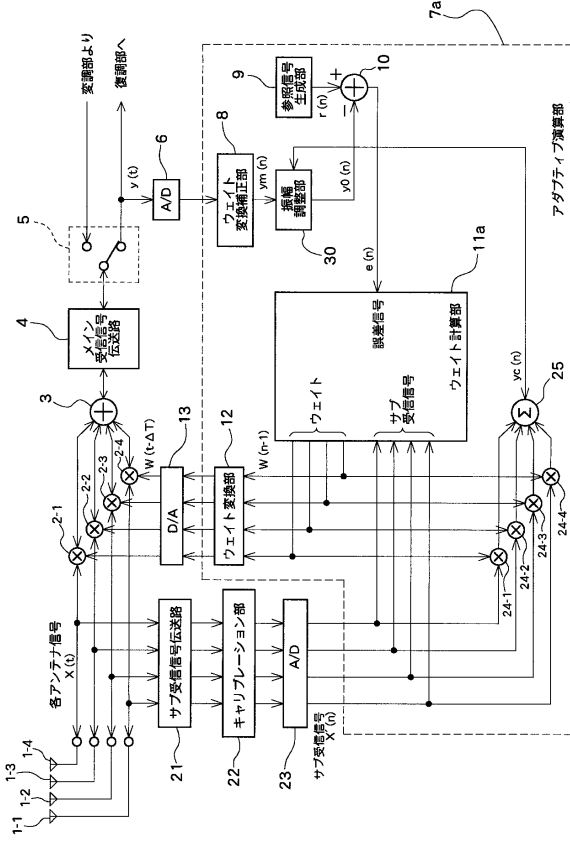 1-1
1-2
1-3
1-4
各アンテナ信号
X (t)
2-1
2-2
2-3
2-4
3
4
メイン
受信信号
伝送路
5
変調部より
復調部へ
y (t)
6
A/D
7a
8
ウェイト
変換補正部
ym (n)
9
参照信号
生成部
r (n)
10
+
−
振幅
調整部
30
y0 (n)
e (n)
11a
誤差信号
ウェイト計算部
ウェイト
サブ
受信信号
W (n-1)
12
ウェイト変換部
13
D/A
W (t-ΔT)
21
サブ受信信号伝送路
22
キャリブレーション部
23
A/D
サブ受信信号
X' (n)
24-1
24-2
24-3
24-4
25
Σ
yc (n)
アダプティブ演算部